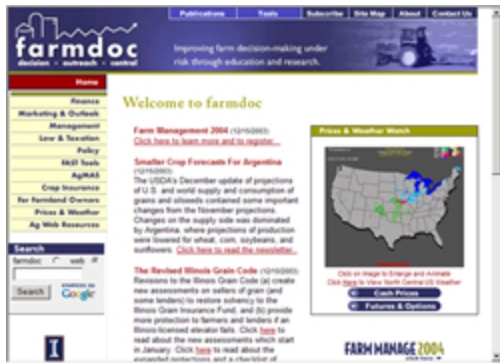 Publications
Tools
Subscribe
Site Map
About
Contact Us
farmdoc
decision · outreach · central
Improving farm decision-making under
risk through education and research.
Home
Finance
Marketing & Outlook
Management
Law & Taxation
Policy
FAST Tools
AgMAS
Crop Insurance
For Farmland Owners
Prices & Weather
Ag Web Resources
Search
farmdoc
web
Search
Google
I
Welcome to farmdoc
Farm Management 2004 (12/15/2003)
Click here to learn more and to register...
Smaller Crop Forecasts For Argentina
(12/15/2003)
The USDA's December update of projections
of U.S. and world supply and consumption of
grains and oilseeds contained some important
changes from the November projections.
Changes on the supply side was dominated
by Argentina, where projections of production
were lowered for wheat, corn, soybeans, and
sunflowers. Click here to read the newsletter...
The Revised Illinois Grain Code (12/10/2003)
Revisions to the Illinois Grain Code (a) create
new assessments on sellers of grain (and
some lenders) to restore solvency to the
Illinois Grain Insurance Fund, and (b) provide
more protection to farmers and lenders if an
Illinois-licensed elevator fails. Click here to
read about the new assessments which start
in January. Click here to read about the
expanded protections and a checklist of
Prices & Weather Watch
Click on Image to Enlarge and Animate
Click here to View North Central US Weather
Cash Prices
Futures & Options
FARM MANAGE 2004